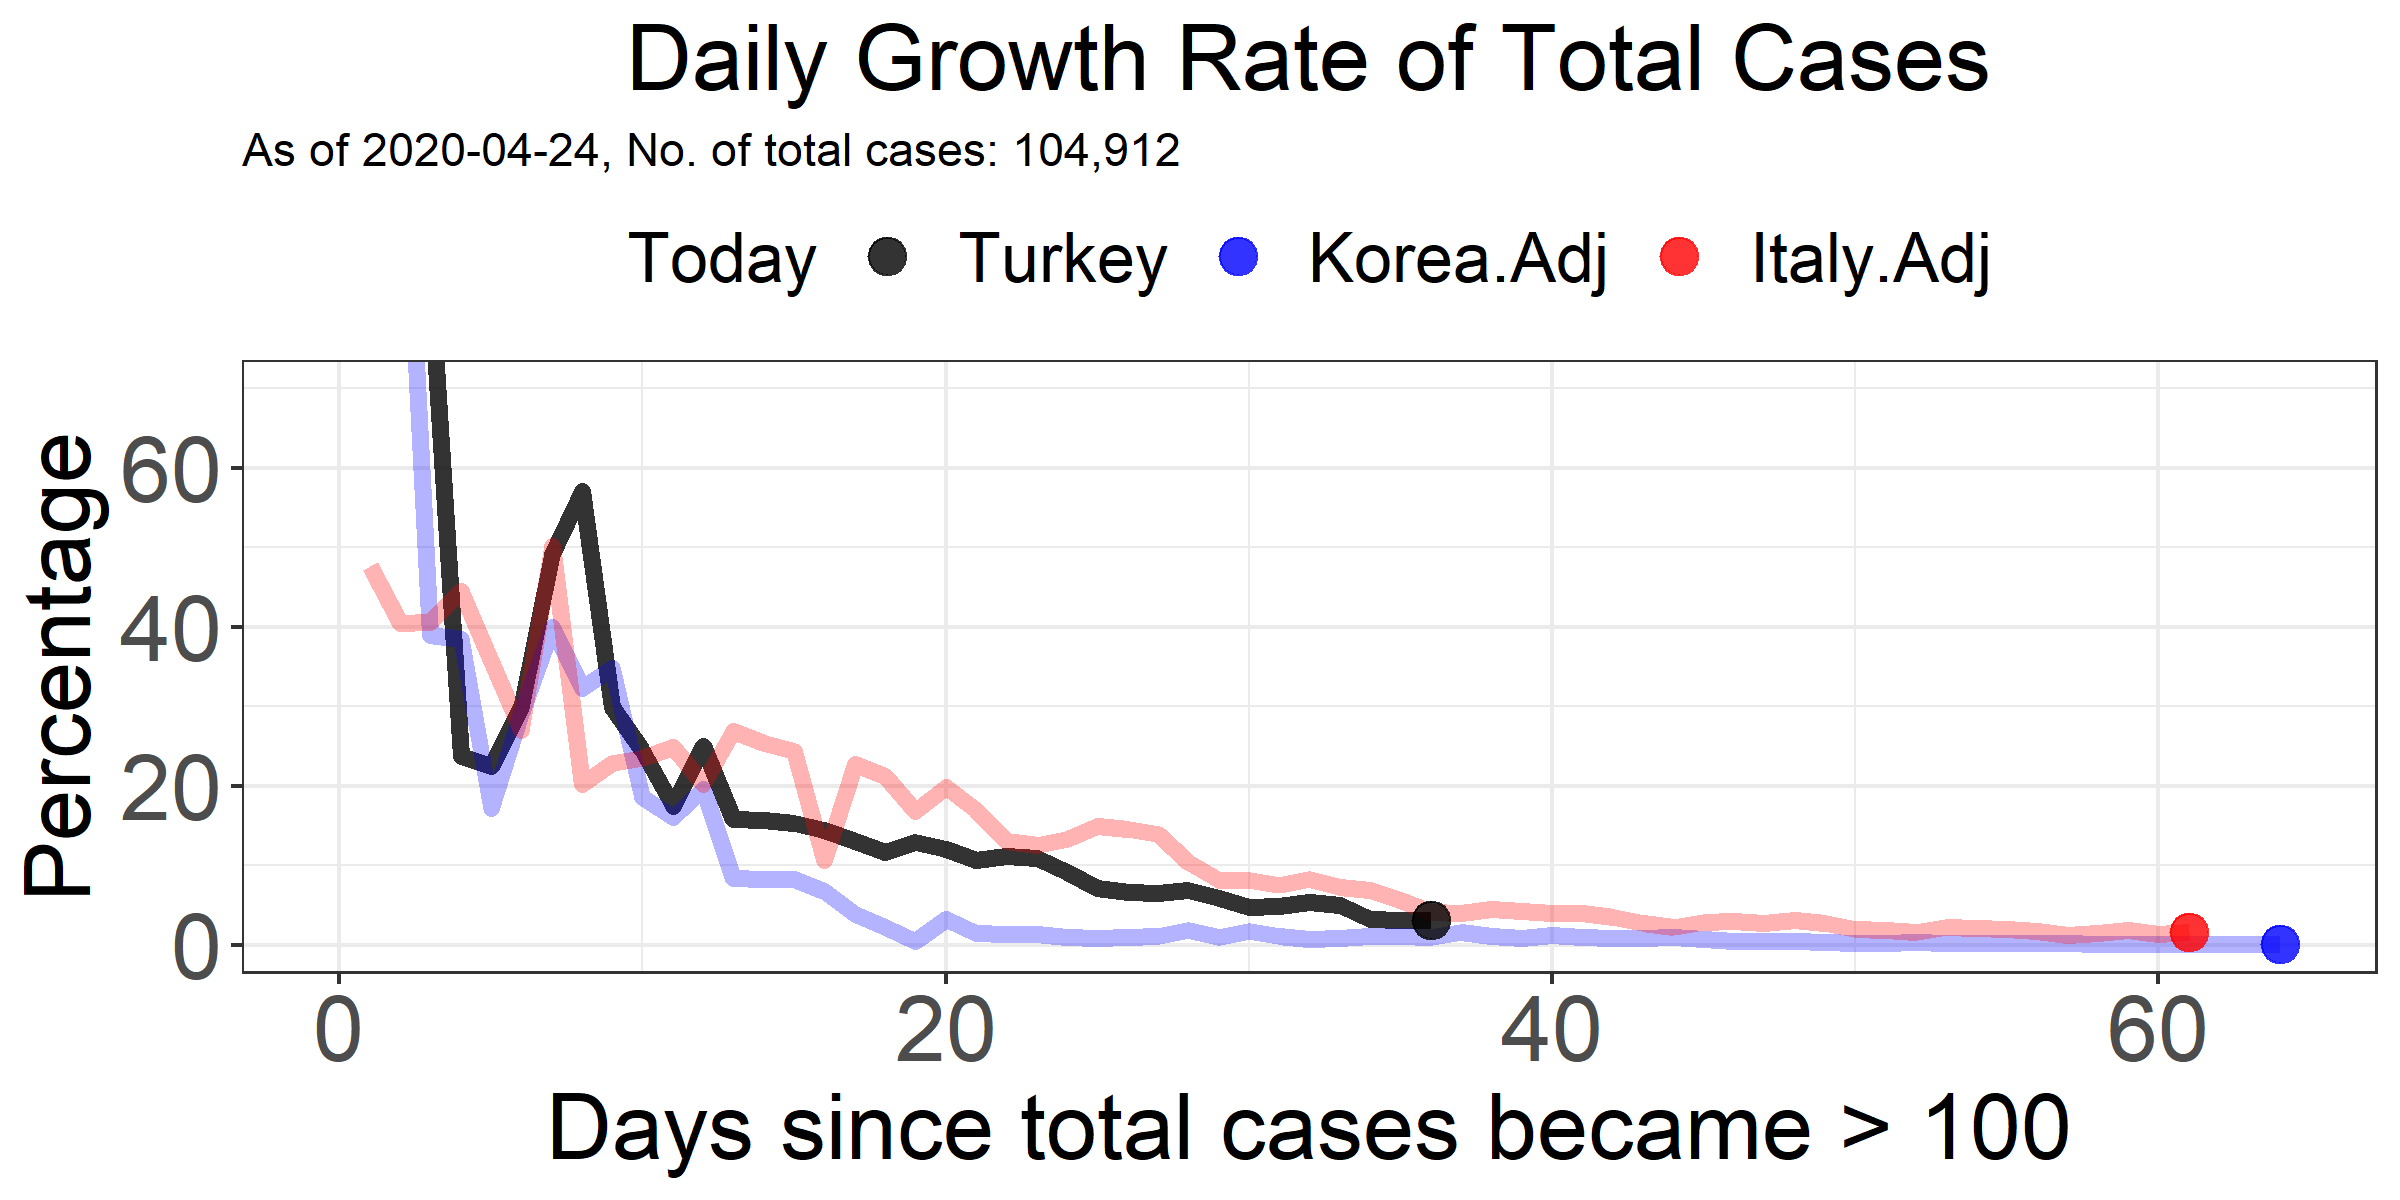 Daily Growth Rate of Total Cases
As of 2020-04-24, No. of total cases: 104,912
Today Turkey Korea.Adj Italy.Adj
Percentage
60
40
20
0
0 20 40 60
Days since total cases became > 100